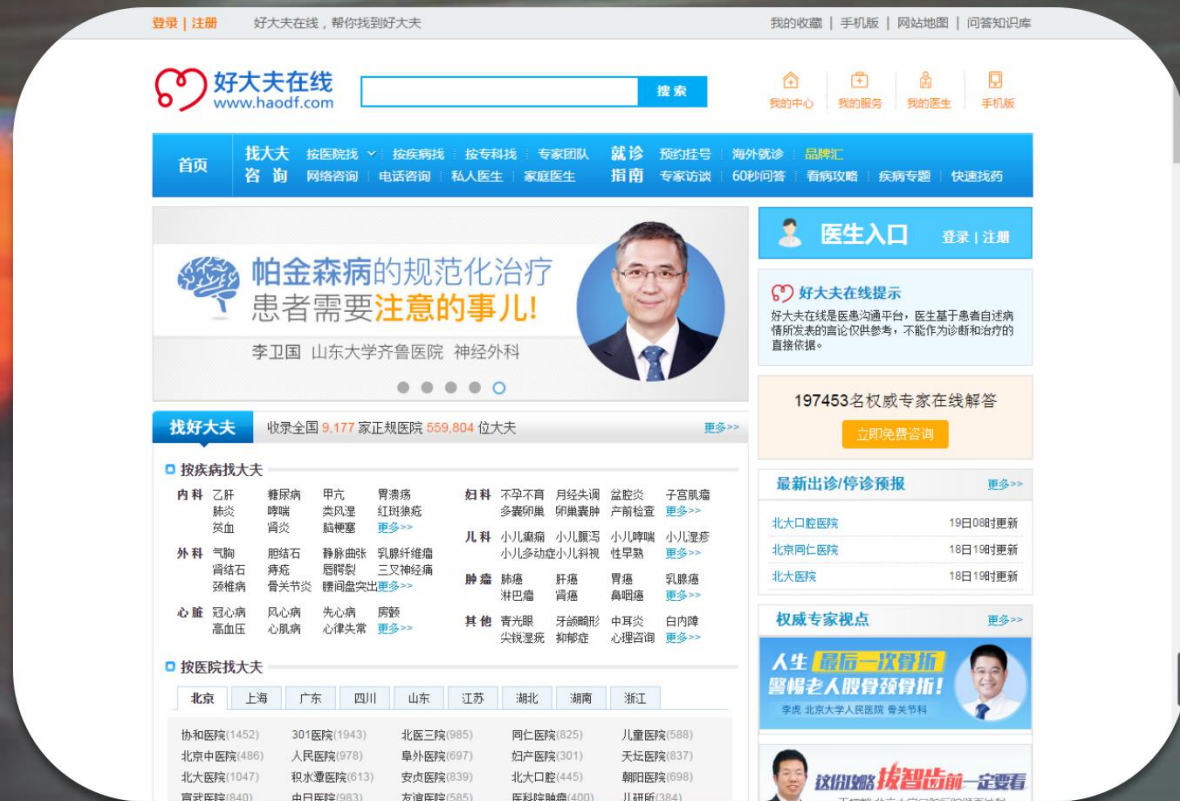 登录 | 注册 好大夫在线，帮你找到好大夫 我的收藏 | 手机版 | 网站地图 | 问答知识库
好大夫在线
www.haodf.com
搜索
我的中心 我的服务 我的医生 手机版
首页
找大夫 按医院找 按疾病找 按专科找 专家团队 就诊 预约挂号 海外就诊 品牌汇
咨询 网络咨询 电话咨询 私人医生 家庭医生 指南 专家访谈 60秒问答 看病攻略 疾病专题 快速找药
帕金森病的规范化治疗
患者需要注意的事儿!
李卫国 山东大学齐鲁医院 神经外科
医生入口 登录 | 注册
好大夫在线提示
好大夫在线是医患沟通平台，医生基于患者自述病
情所发表的言论仅供参考，不能作为诊断和治疗的
直接依据。
197453名权威专家在线解答
立即免费咨询
找好大夫 收录全国 9,177 家正规医院 559,804 位大夫 更多>>
按疾病找大夫
内科 乙肝 糖尿病 甲亢 胃溃疡
肺炎 哮喘 类风湿 红斑狼疮
贫血 肾炎 脑梗塞 更多>>
外科 气胸 胆结石 静脉曲张 乳腺纤维瘤
肾结石 痔疮 唇腭裂 三叉神经痛
颈椎病 骨关节炎 腰间盘突出 更多>>
心脏 冠心病 风心病 先心病 房颤
高血压 心肌病 心律失常 更多>>
妇科 不孕不育 月经失调 盆腔炎 子宫肌瘤
多囊卵巢 卵巢囊肿 产前检查 更多>>
儿科 小儿癫痫 小儿腹泻 小儿哮喘 小儿湿疹
小儿多动症 小儿斜视 性早熟 更多>>
肿瘤 肺癌 肝癌 胃癌 乳腺癌
淋巴瘤 肾癌 鼻咽癌 更多>>
其他 青光眼 牙颌畸形 中耳炎 白内障
尖锐湿疣 抑郁症 心理咨询 更多>>
按医院找大夫
北京 上海 广东 四川 山东 江苏 湖北 湖南 浙江
协和医院(1452) 301医院(1943) 北医三院(985) 同仁医院(825) 儿童医院(588)
北京中医院(486) 人民医院(978) 阜外医院(697) 妇产医院(301) 天坛医院(837)
北大医院(1047) 积水潭医院(613) 安贞医院(839) 北大口腔(445) 朝阳医院(698)
宣武医院(840) 中日医院(983) 友谊医院(585) 医科院肿瘤(400) 儿研所(384)
最新出诊/停诊预报 更多>>
北大口腔医院 19日08时更新
北京同仁医院 18日19时更新
北大医院 18日19时更新
权威专家视点 更多>>
人生最后一次骨折
警惕老人股骨颈骨折!
李虎 北京大学人民医院 骨关节科
这份攻略 拔智齿前一定要看